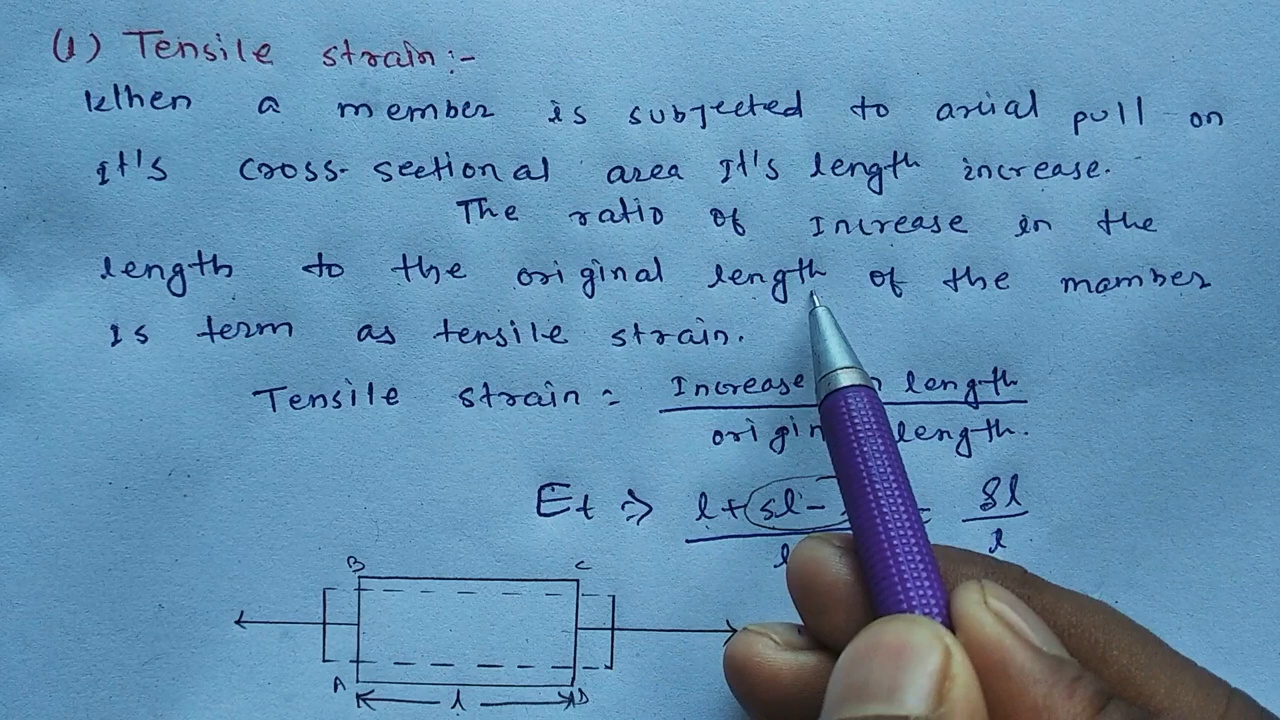 (1) Tensile strain:-
When a member is subjected to axial pull on
It's cross-sectional area It's length increase.
The ratio of Increase in the
length to the original length of the mamber
is term as tensile strain.
Tensile strain = Increase length
length.
Et => l+δl- = δl
l l
B C
A l D